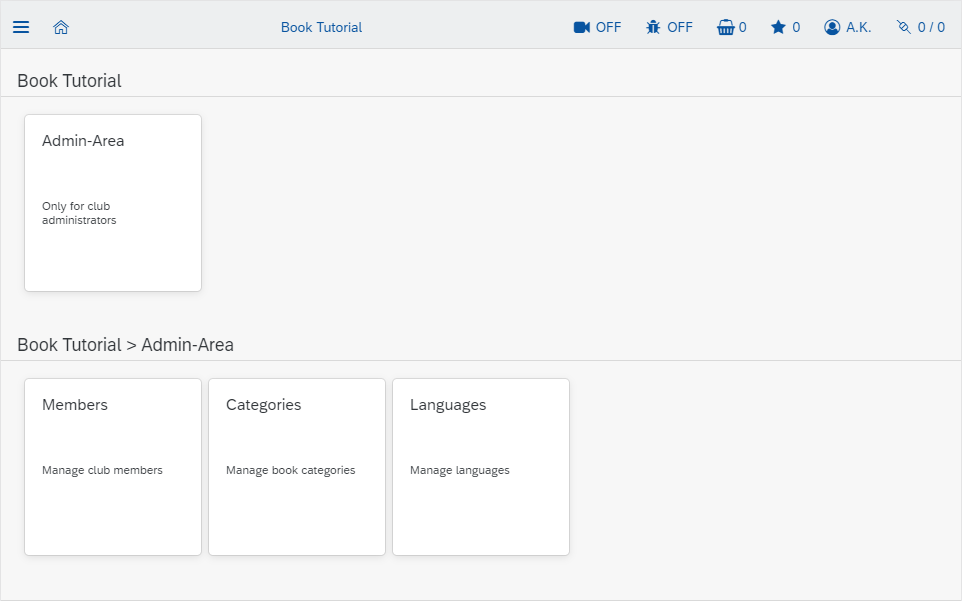 Book Tutorial
OFF
OFF
0
0
A.K.
0 / 0
Book Tutorial
Admin-Area
Only for club
administrators
Book Tutorial > Admin-Area
Members
Manage club members
Categories
Manage book categories
Languages
Manage languages